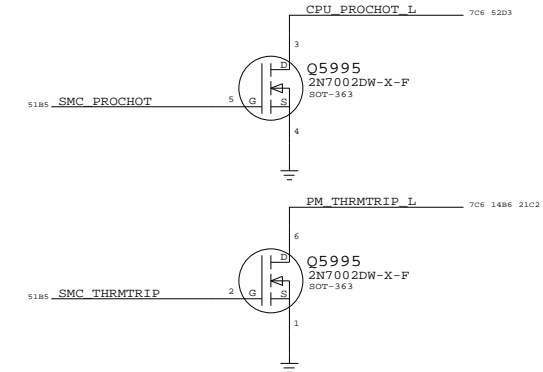 CPU_PROCHOT_L 7C6 52D3
3
D
Q5995
2N7002DW-X-F
SOT-363
51B5 SMC_PROCHOT 5 G S
4
PM_THRMTRIP_L 7C6 14B6 21C2
6
D
Q5995
2N7002DW-X-F
SOT-363
51B5 SMC_THRMTRIP 2 G S
1